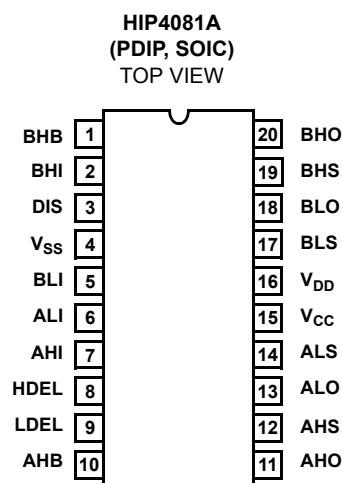 HIP4081A
(PDIP, SOIC)
TOP VIEW
BHB 1 20 BHO
BHI 2 19 BHS
DIS 3 18 BLO
VSS 4 17 BLS
BLI 5 16 VDD
ALI 6 15 VCC
AHI 7 14 ALS
HDEL 8 13 ALO
LDEL 9 12 AHS
AHB 10 11 AHO